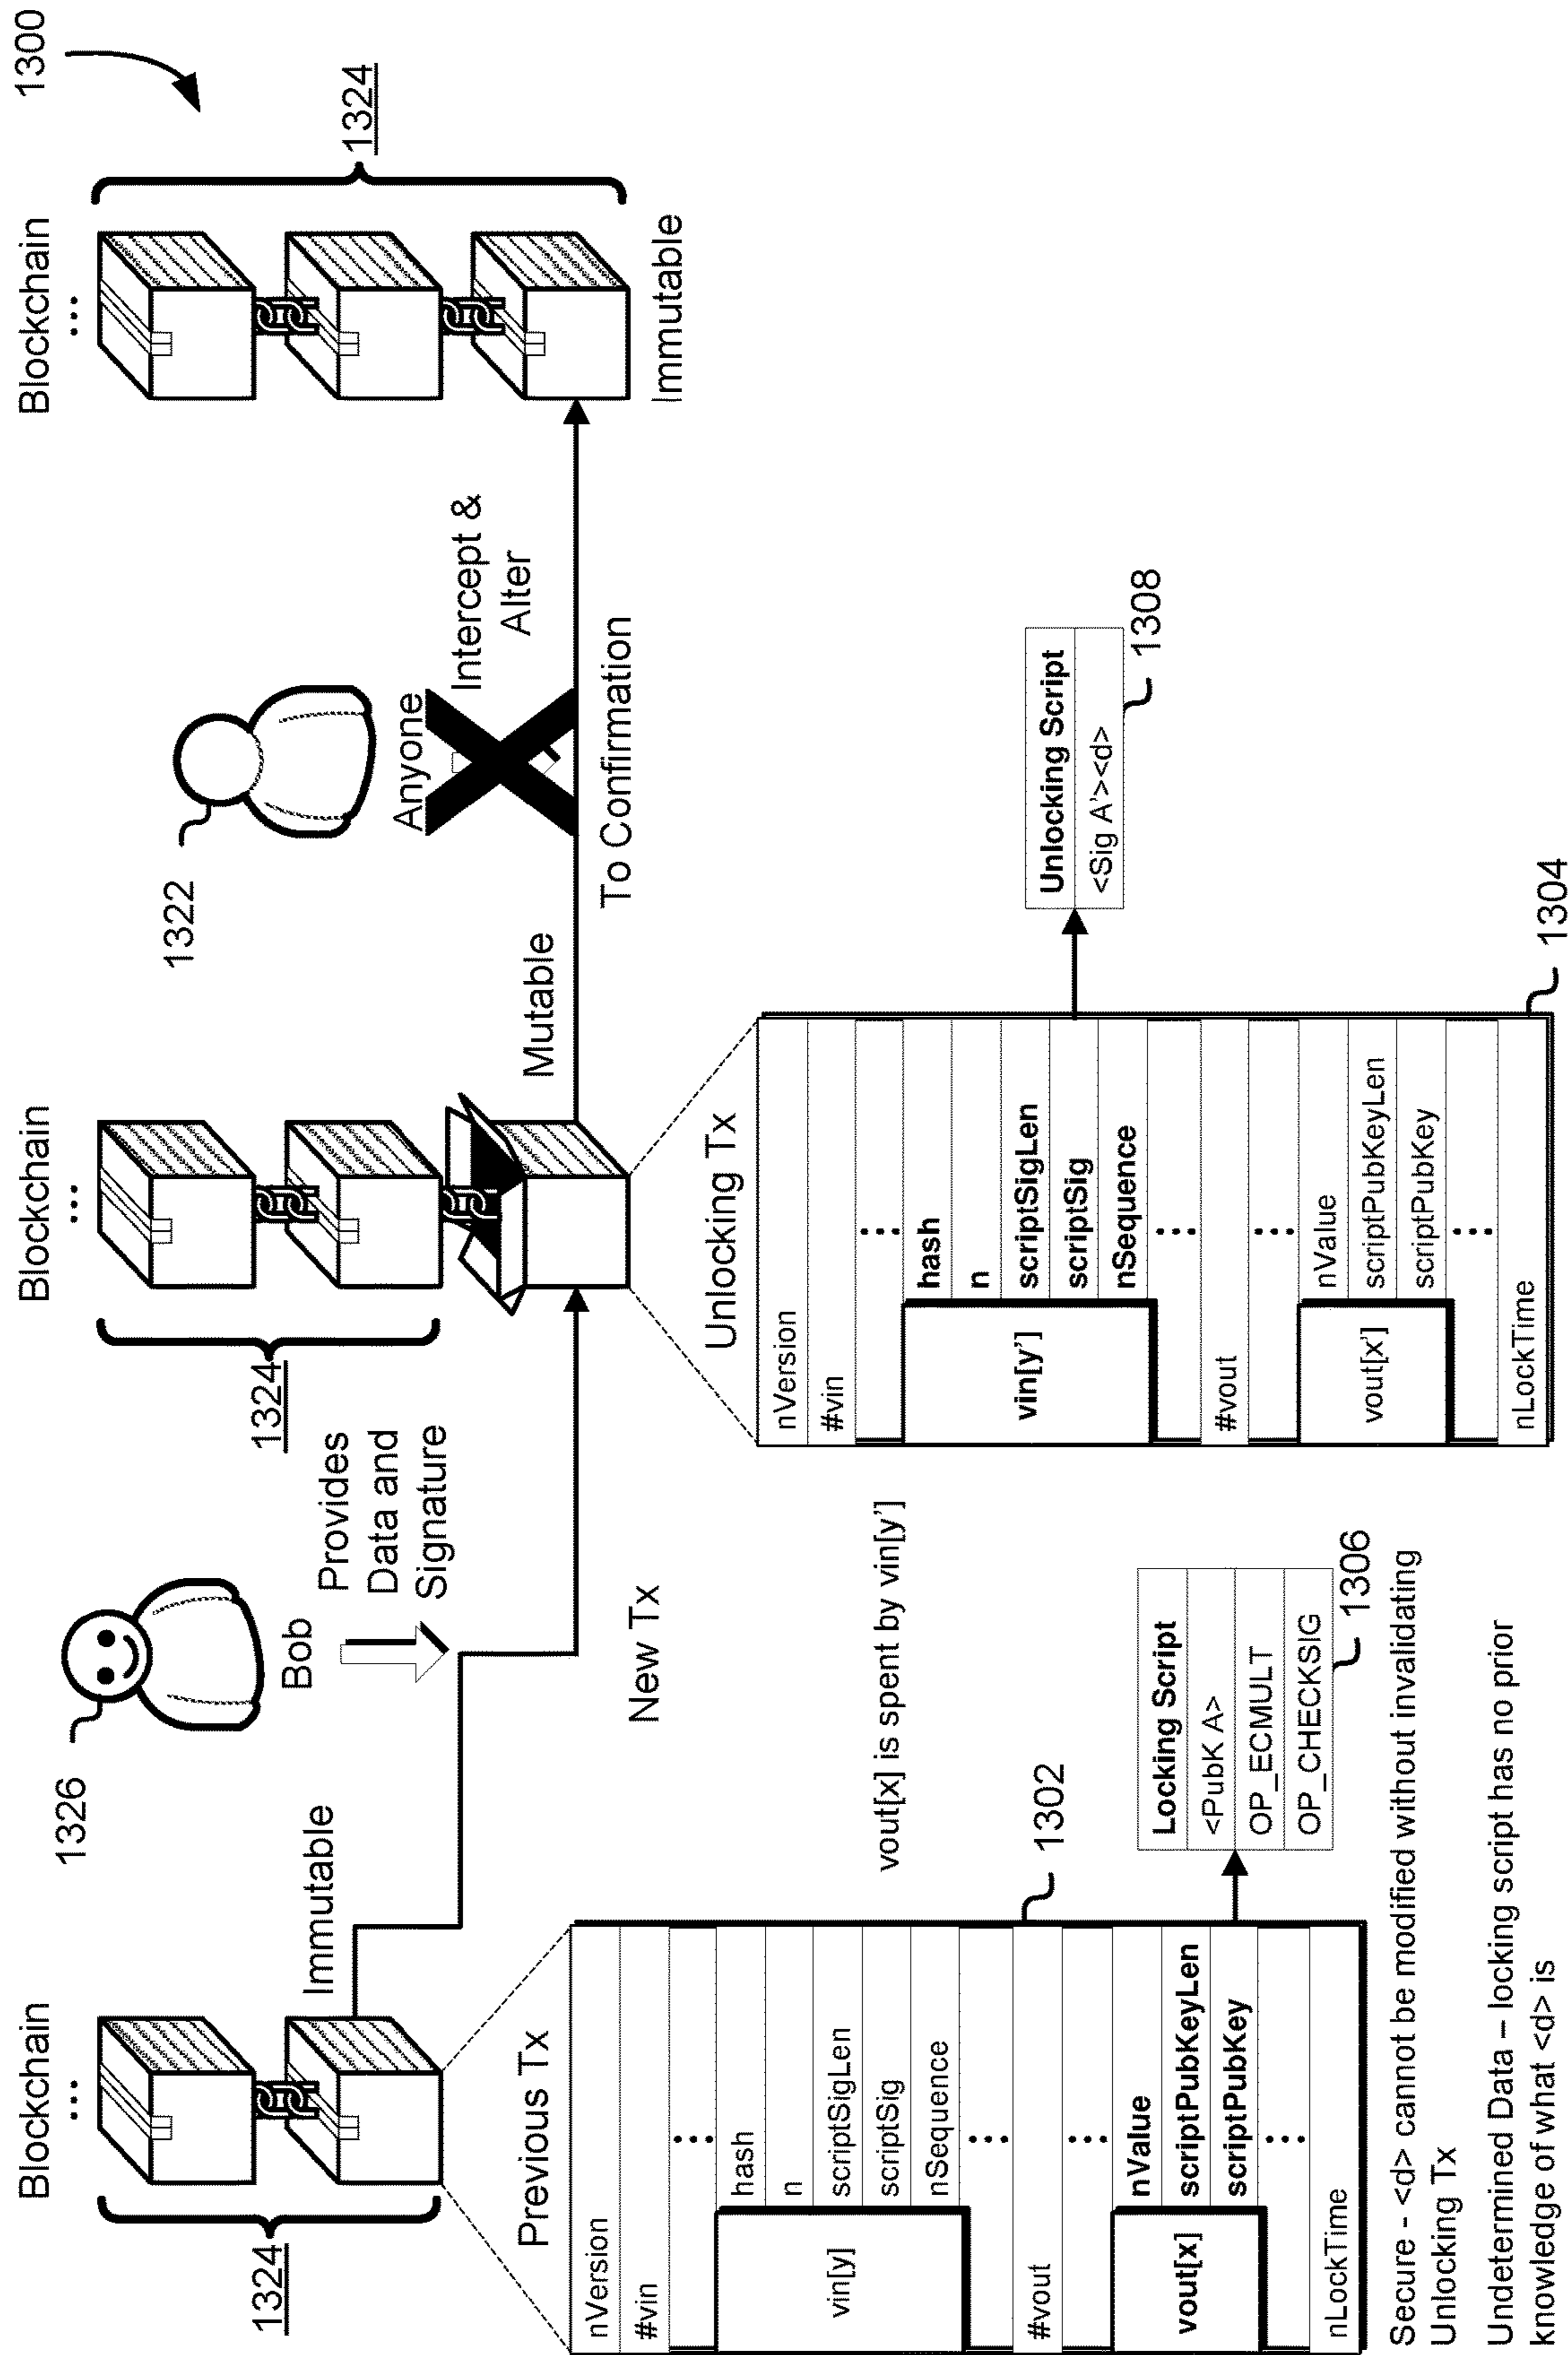 1300
Blockchain
...
1324
Immutable
1326
Bob
Provides
Data and
Signature
New Tx
Blockchain
...
1324
Mutable
1322
Anyone
Intercept &
Alter
To Confirmation
Blockchain
...
1324
Immutable
Previous Tx
nVersion
#vin
...
vin[y]
hash
n
scriptSigLen
scriptSig
nSequence
...
#vout
...
vout[x]
nValue
scriptPubKeyLen
scriptPubKey
...
nLockTime
1302
vout[x] is spent by vin[y']
Locking Script
<PubK A>
OP_ECMULT
OP_CHECKSIG
1306
Unlocking Tx
nVersion
#vin
...
vin[y']
hash
n
scriptSigLen
scriptSig
nSequence
...
#vout
...
vout[x']
nValue
scriptPubKeyLen
scriptPubKey
...
nLockTime
1304
Unlocking Script
<Sig A'><d>
1308
Secure - <d> cannot be modified without invalidating
Unlocking Tx
Undetermined Data – locking script has no prior
knowledge of what <d> is